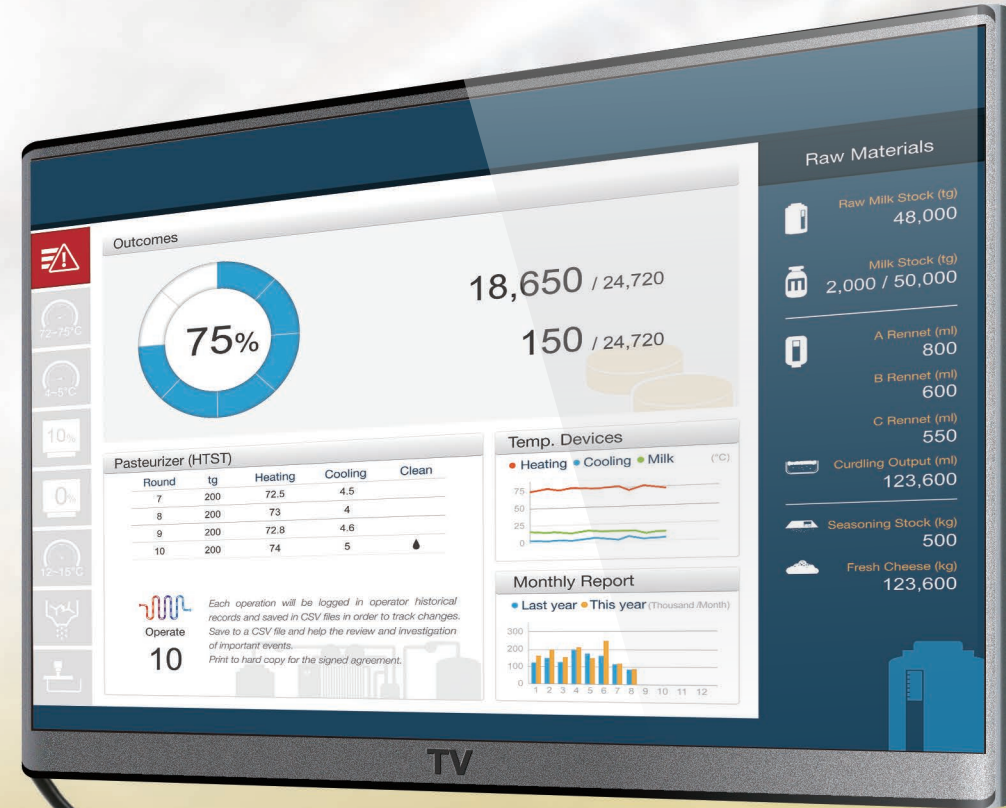 Raw Materials
Raw Milk Stock (tg)
48,000
Milk Stock (tg)
2,000 / 50,000
A Rennet (ml)
800
B Rennet (ml)
600
C Rennet (ml)
550
Curdling Output (ml)
123,600
Seasoning Stock (kg)
500
Fresh Cheese (kg)
123,600
72~75°C
4~5°C
10%
0%
12~15°C
Outcomes
75%
18,650 / 24,720
150 / 24,720
Pasteurizer (HTST)
Round tg Heating Cooling Clean
7 200 72.5 4.5
8 200 73 4
9 200 72.8 4.6
10 200 74 5
Operate
10
Each operation will be logged in operator historical
records and saved in CSV files in order to track changes.
Save to a CSV file and help the review and investigation
of important events.
Print to hard copy for the signed agreement.
Temp. Devices
Heating Cooling Milk (°C)
75
50
25
0
Monthly Report
Last year This year (Thousand /Month)
300
200
100
0
1 2 3 4 5 6 7 8 9 10 11 12
m
TV